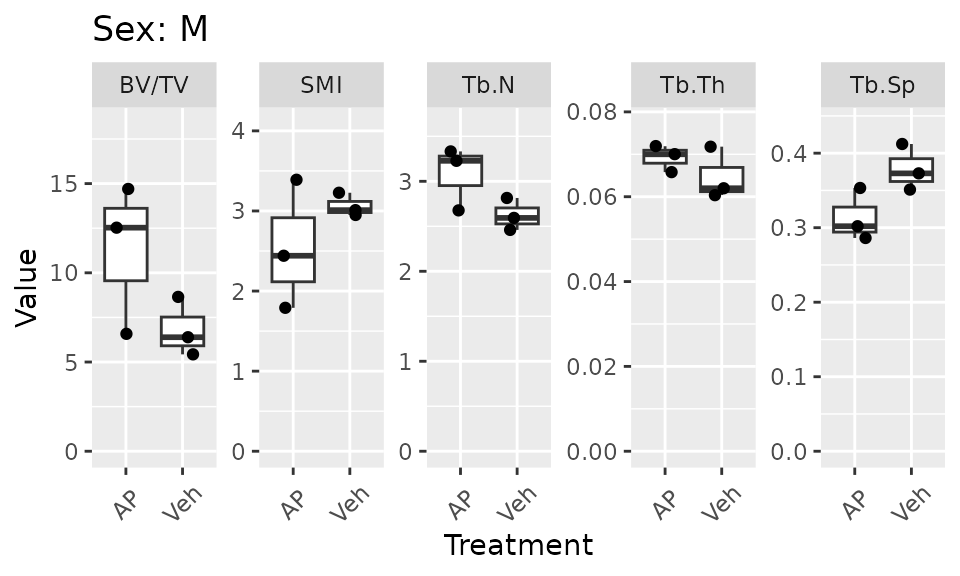 Sex: M
BV/TV
SMI
Tb.N
Tb.Th
Tb.Sp
Value
0
5
10
15
0
1
2
3
4
0
1
2
3
0.00
0.02
0.04
0.06
0.08
0.0
0.1
0.2
0.3
0.4
AP
Veh
AP
Veh
AP
Veh
AP
Veh
AP
Veh
Treatment